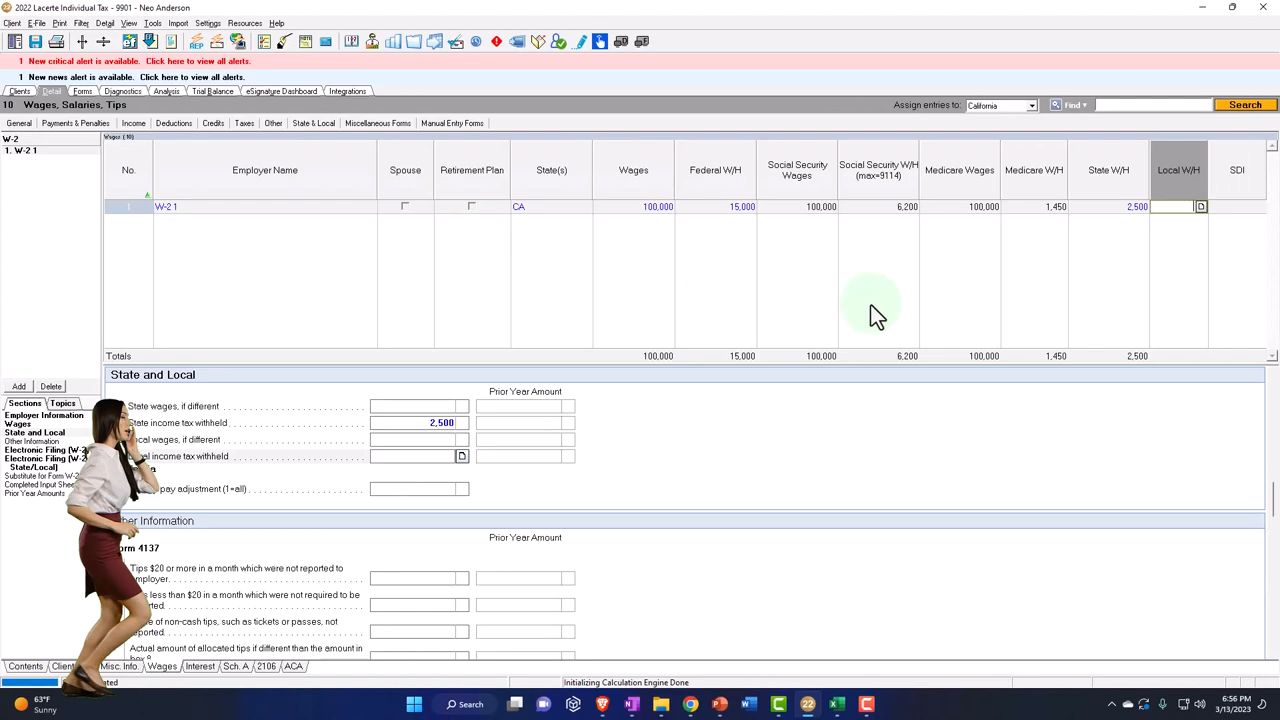 2022 Lacerte Individual Tax - 9901 - Neo Anderson
Client E-File Print Filter Detail View Tools Import Settings Resources Help
1 New critical alert is available. Click here to view all alerts.
1 New news alert is available. Click here to view all alerts.
Clients Detail Forms Diagnostics Analysis Trial Balance eSignature Dashboard Integrations
10 Wages, Salaries, Tips Assign entries to: California Find Search
General Payments & Penalties Income Deductions Credits Taxes Other State & Local Miscellaneous Forms Manual Entry Forms
W-2 Wages (10)
1. W-2 1
No. Employer Name Spouse Retirement Plan State(s) Wages Federal W/H Social Security Wages Social Security W/H (max=9114) Medicare Wages Medicare W/H State W/H Local W/H SDI
1 W-2 1 CA 100,000 15,000 100,000 6,200 100,000 1,450 2,500
Totals 100,000 15,000 100,000 6,200 100,000 1,450 2,500
Add Delete
Sections Topics
Employer Information
Wages
State and Local
Other Information
Electronic Filing (W-2
Electronic Filing (W-2
State/Local)
Substitute for Form W-2
Completed Input Shee
Prior Year Amounts
State and Local
Prior Year Amount
State wages, if different
State income tax withheld 2,500
ocal wages, if different
al income tax withheld
pay adjustment (1=all)
her Information
Prior Year Amount
orm 4137
Tips $20 or more in a month which were not reported to
employer
less than $20 in a month which were not required to be
rted
e of non-cash tips, such as tickets or passes, not
reported
Actual amount of allocated tips if different than the amount in
box 8
Contents Client Misc. Info. Wages Interest Sch. A 2106 ACA
ated Initializing Calculation Engine Done
63°F
Sunny
Search
6:56 PM
3/13/2023